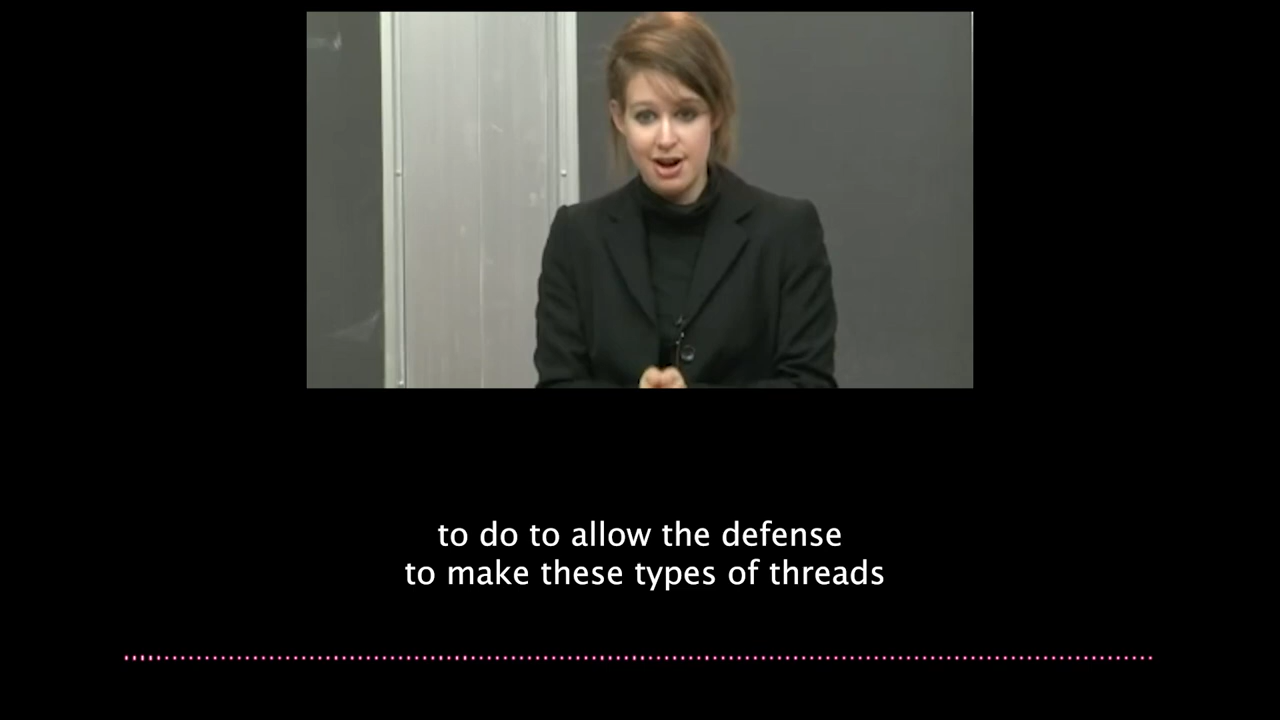 to do to allow the defense
to make these types of threads